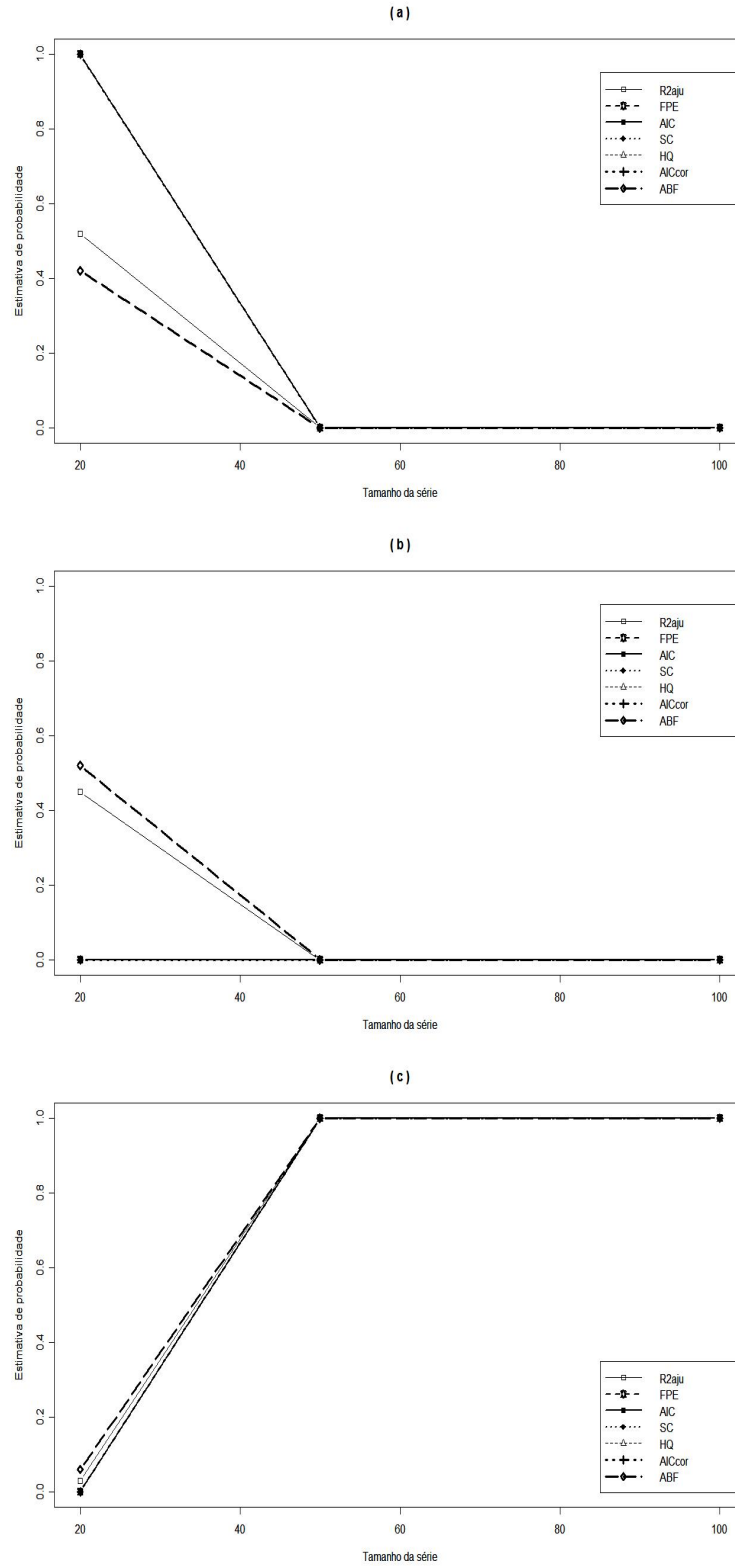 (a)
Estimativa de probabilidade
1.0
0.8
0.6
0.4
0.2
0.0
R2aju
FPE
AIC
SC
HQ
AICcor
ABF
20
40
60
80
100
Tamanho da série
(b)
Estimativa de probabilidade
1.0
0.8
0.6
0.4
0.2
0.0
R2aju
FPE
AIC
SC
HQ
AICcor
ABF
20
40
60
80
100
Tamanho da série
(c)
Estimativa de probabilidade
1.0
0.8
0.6
0.4
0.2
0.0
R2aju
FPE
AIC
SC
HQ
AICcor
ABF
20
40
60
80
100
Tamanho da série